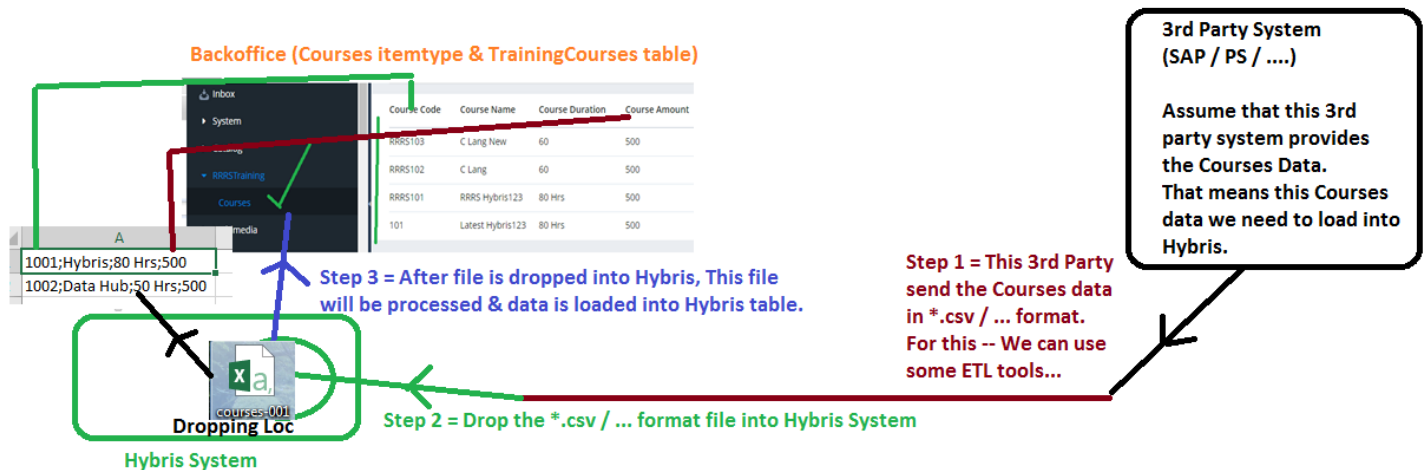 Backoffice (Courses itemtype & TrainingCourses table)
Inbox
System
RRRSTraining
Courses
Course Code Course Name Course Duration Course Amount
RRRS103 C Lang New 60 500
RRRS102 C Lang 60 500
RRRS101 RRRS Hybris123 80 Hrs 500
101 Latest Hybris123 80 Hrs 500
A
1001;Hybris;80 Hrs;500
1002;Data Hub;50 Hrs;500
3rd Party System
(SAP / PS / ....)
Assume that this 3rd
party system provides
the Courses Data.
That means this Courses
data we need to load into
Hybris.
Step 1 = This 3rd Party
send the Courses data
in *.csv / ... format.
For this -- We can use
some ETL tools...
Step 3 = After file is dropped into Hybris, This file
will be processed & data is loaded into Hybris table.
X a,
courses-001
Dropping Loc
Step 2 = Drop the *.csv / ... format file into Hybris System
Hybris System